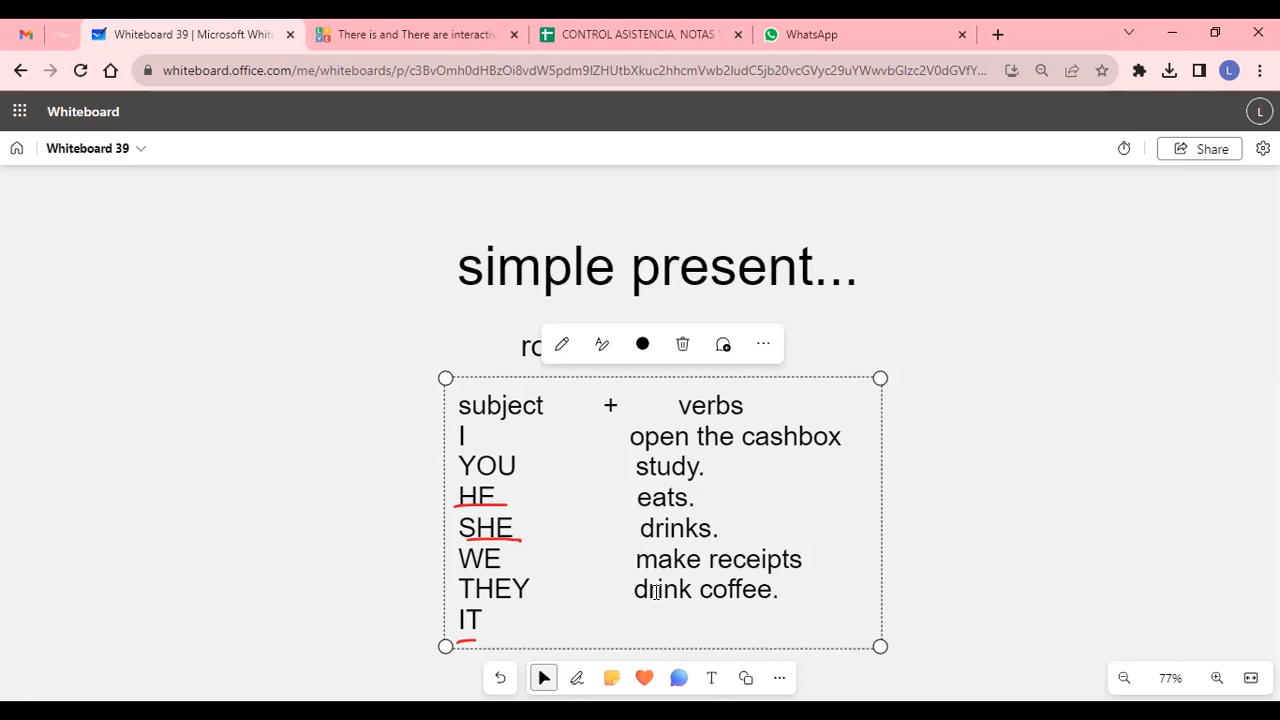 Whiteboard 39 | Microsoft Whit
There is and There are interactiv
CONTROL ASISTENCIA, NOTAS Y
WhatsApp
whiteboard.office.com/me/whiteboards/p/c3BvOmh0dHBzOi8vdW5pdm9IZHUtbXkuc2hhcmVwb2ludC5jb20vcGVyc29uYWwvbGlzc2V0dGVfY...
L
Whiteboard
L
Whiteboard 39
Share
simple present...
subject + verbs
I open the cashbox
YOU study.
HE eats.
SHE drinks.
WE make receipts
THEY drink coffee.
IT
T
77%